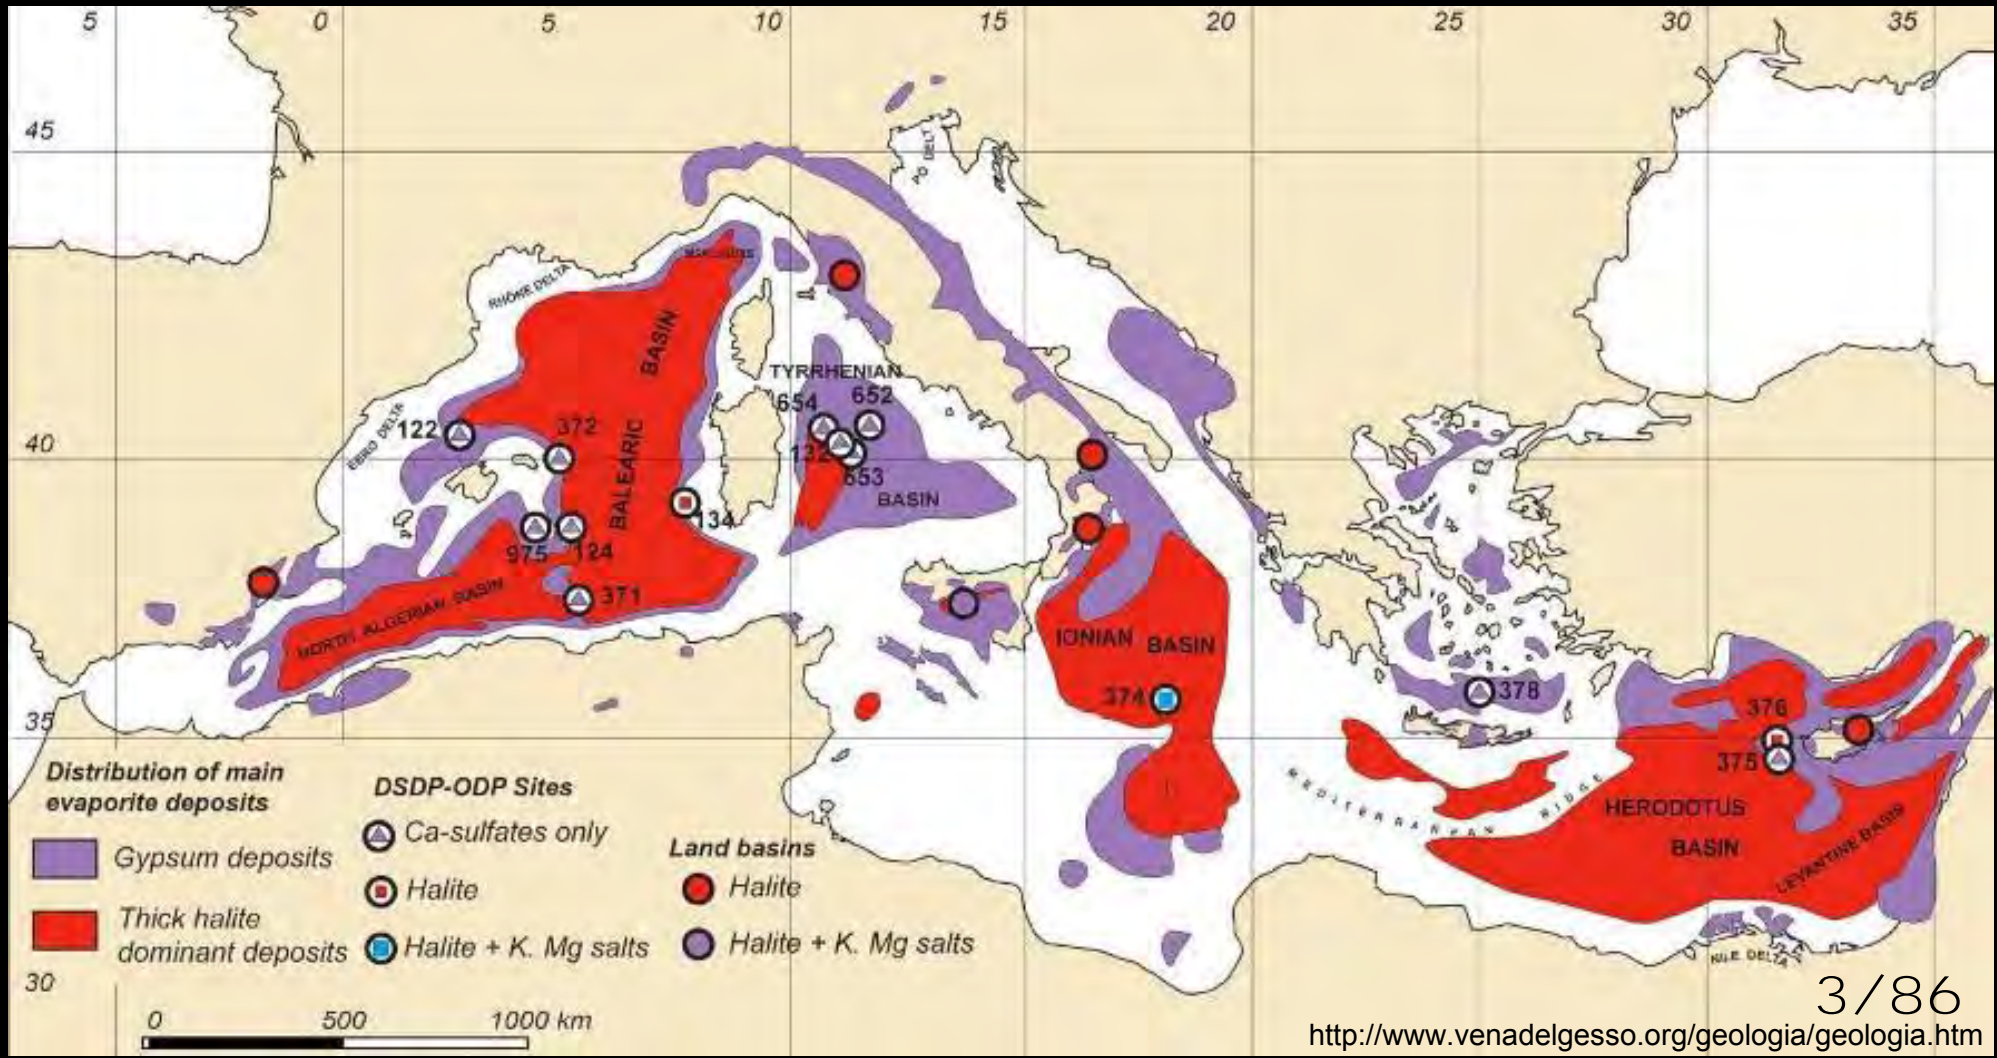 5 0 5 10 15 20 25 30 35
45
PO DELT
RHÔNE DELTA
BASIN
TYRRHENIAN
654 652
EBRO DELTA
122 372
40
132
653
BASIN
BALEARIC
134
975 124
371
NORTH ALGERIAN BASIN
IONIAN BASIN
374
378
35
376
375
MEDITERRANEAN RIDGE
HERODOTUS
BASIN
LEVANTINE BASIN
NILE DELTA
Distribution of main
evaporite deposits
Gypsum deposits
Thick halite
dominant deposits
DSDP-ODP Sites
Ca-sulfates only
Halite
Halite + K. Mg salts
Land basins
Halite
Halite + K. Mg salts
30
0 500 1000 km
3/86
http://www.venadelgesso.org/geologia/geologia.htm